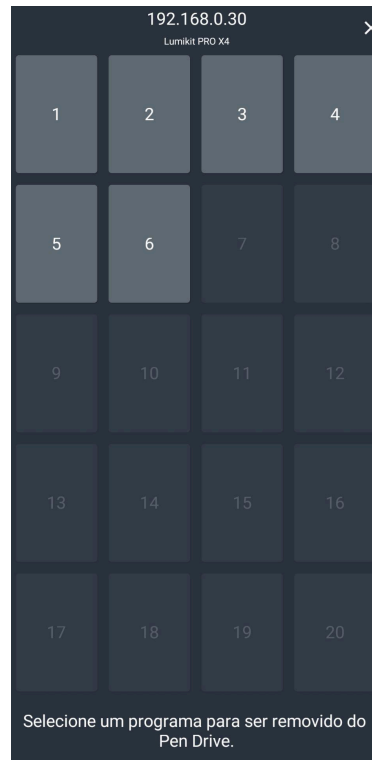 192.168.0.30
Lumikit PRO X4
1 2 3 4
5 6 7 8
9 10 11 12
13 14 15 16
17 18 19 20
Selecione um programa para ser removido do
Pen Drive.